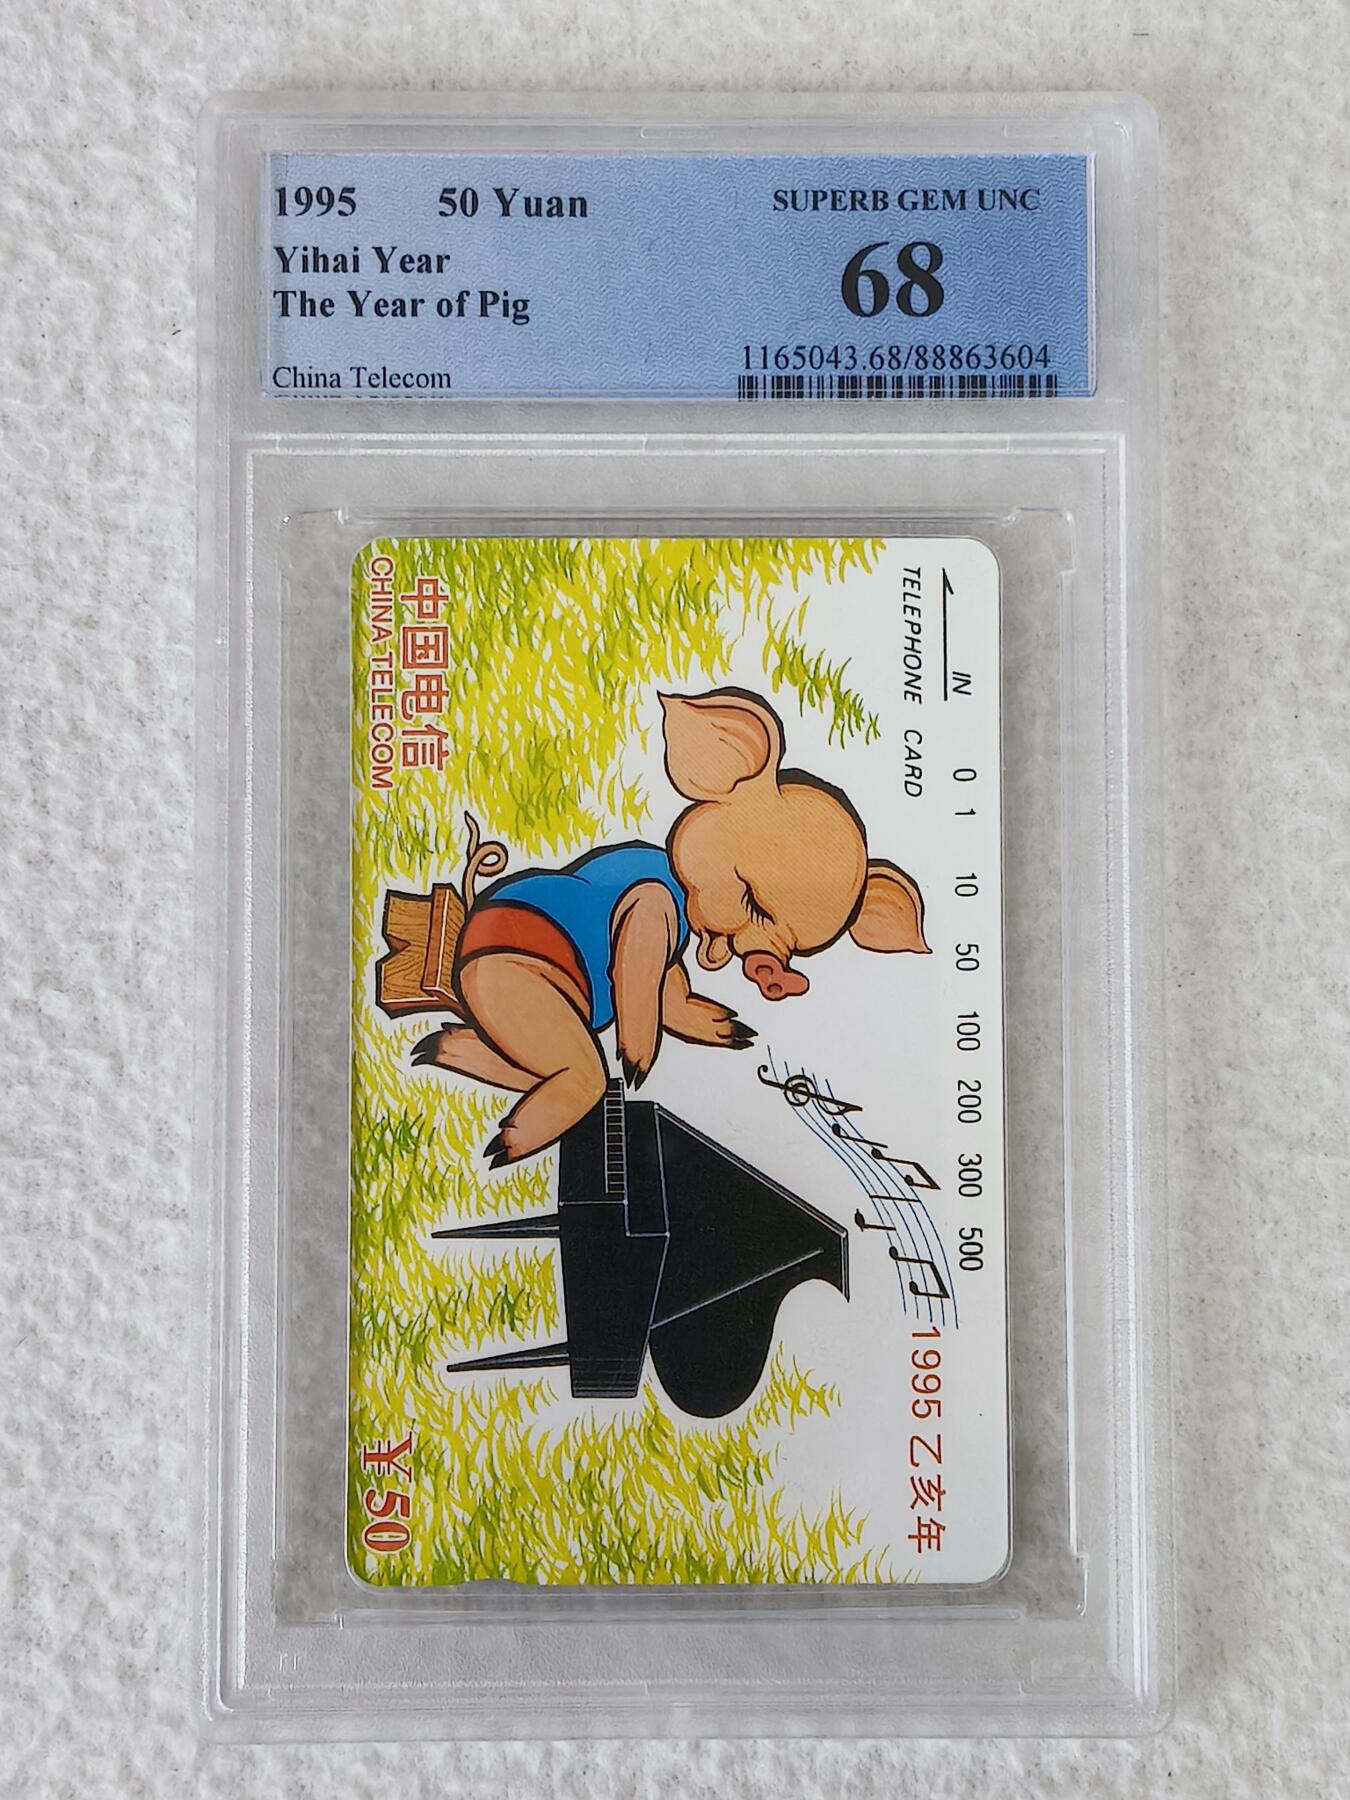 1995 50 Yuan
Yihai Year
The Year of Pig
China Telecom
SUPERB GEM UNC
68
1165043.68/88863604
IN 0 1 10 50 100 200 300 500
TELEPHONE CARD
1995 乙亥年
中国电信
CHINA TELECOM
¥50